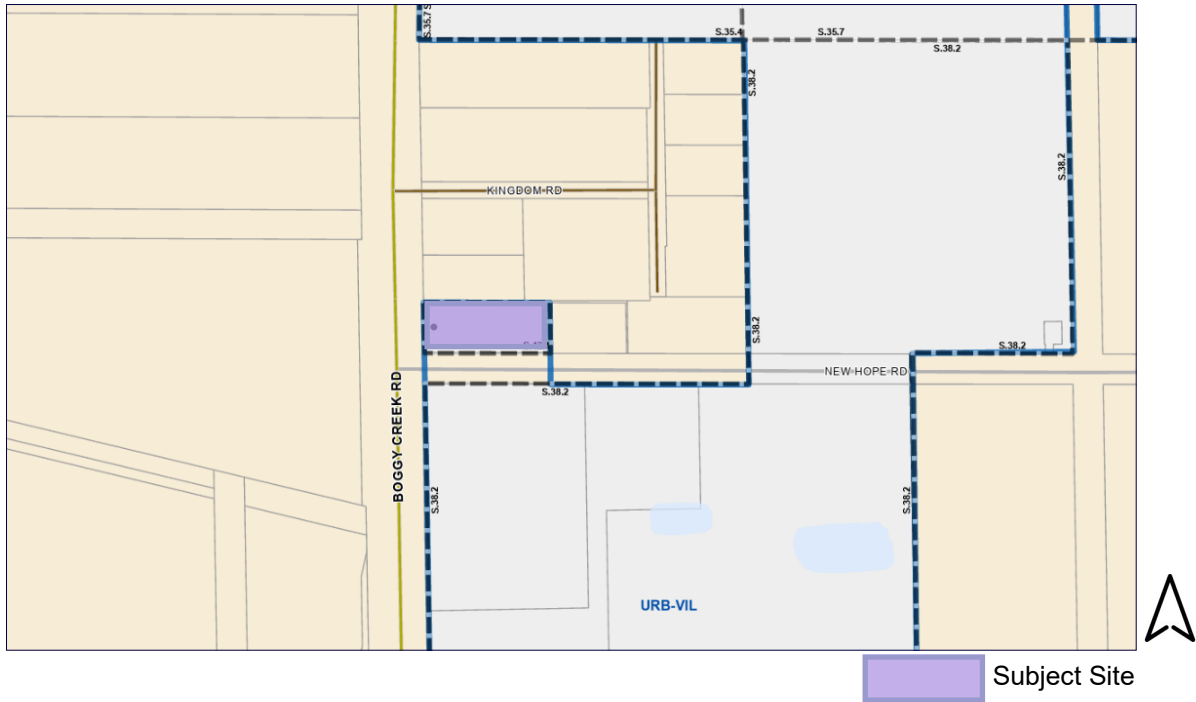 S.35.7
S.35.4
S.35.7
S.38.2
S.38.2
S.38.2
KINGDOM RD
S.38.2
S.38.2
NEW HOPE RD
BOGGY CREEK RD
S.38.2
S.38.2
S.38.2
URB-VIL
Subject Site